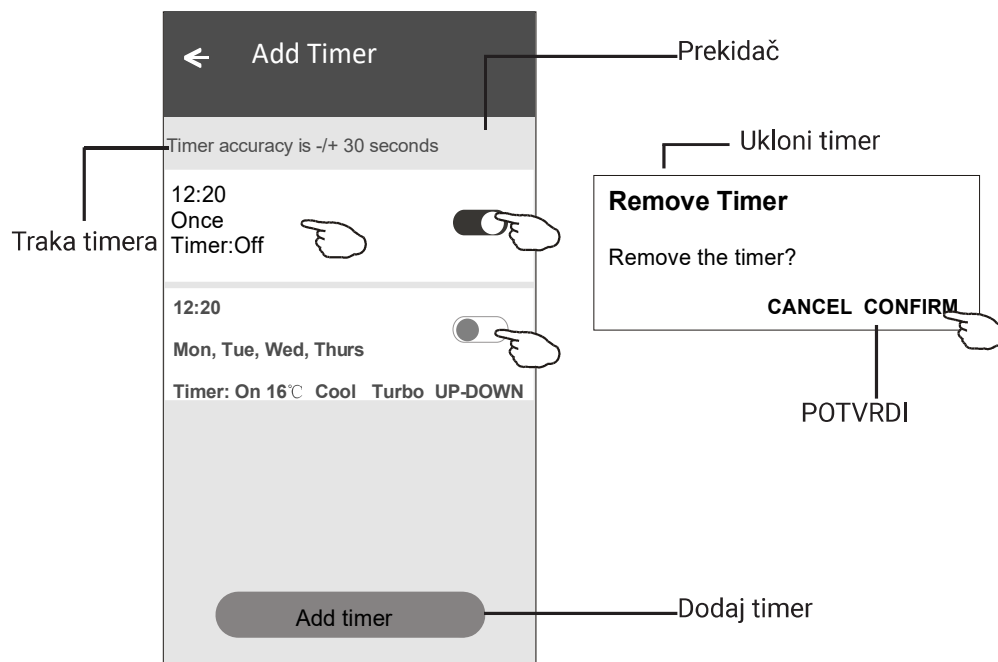 Add Timer
Prekidač
Timer accuracy is -/+ 30 seconds
Ukloni timer
Traka timera
12:20
Once
Timer:Off
Remove Timer
Remove the timer?
CANCEL CONFIRM
POTVRDI
12:20
Mon, Tue, Wed, Thurs
Timer: On 16℃ Cool Turbo UP-DOWN
Add timer
Dodaj timer